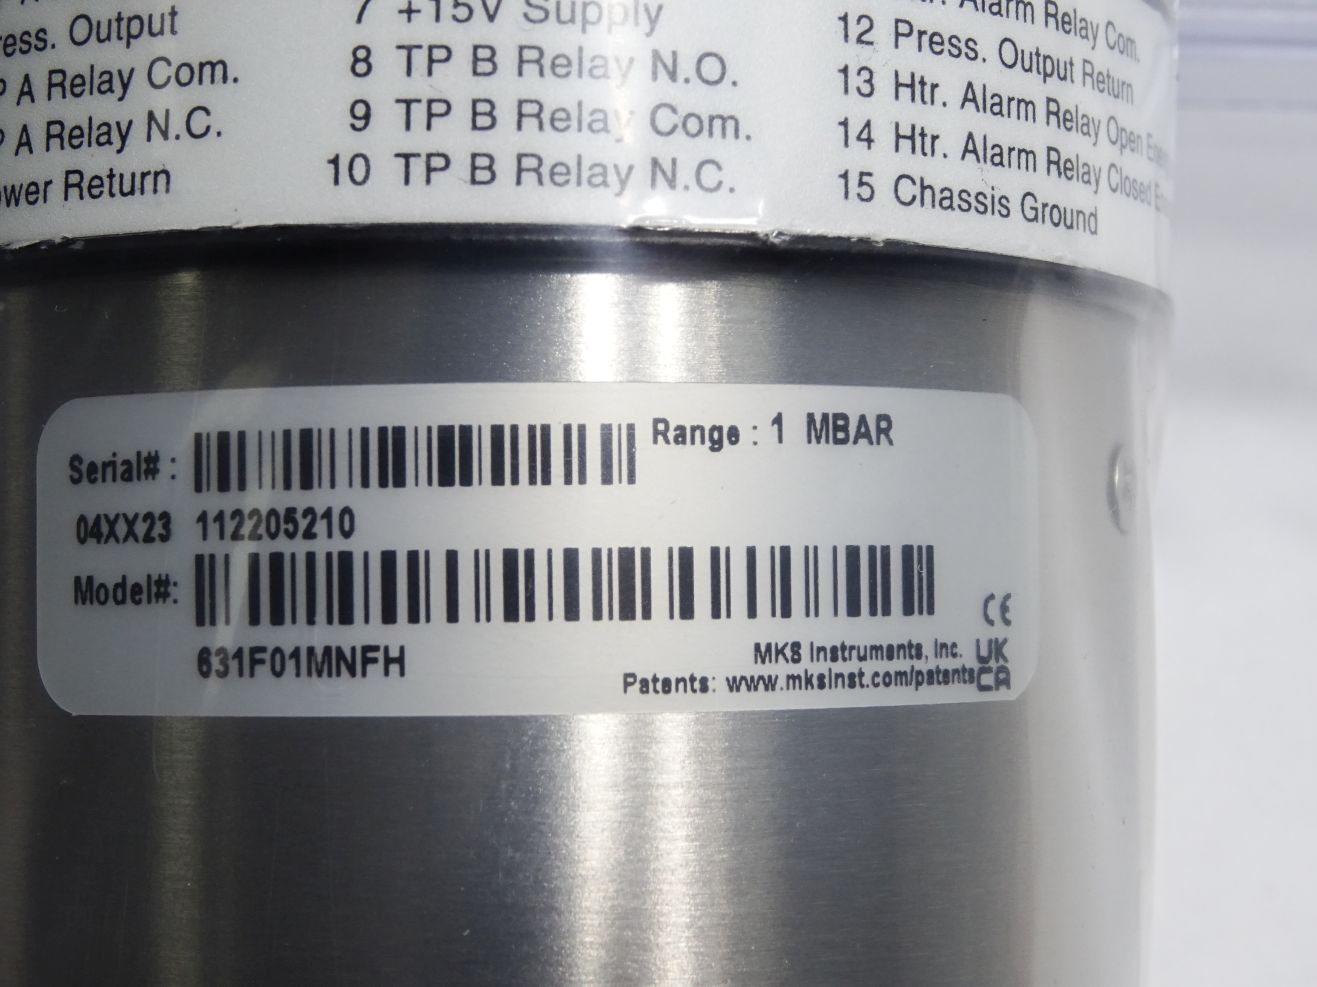 Press. Output
A Relay Com.
A Relay N.C.
Power Return
7 +15V Supply
8 TP B Relay N.O.
9 TP B Relay Com.
10 TP B Relay N.C.
Alarm Relay Com.
12 Press. Output Return
13 Htr. Alarm Relay Open
14 Htr. Alarm Relay Closed
15 Chassis Ground
Serial# :
Range : 1 MBAR
04XX23 112205210
Model#:
631F01MNFH
CE
MKS Instruments, Inc. UK
Patents: www.mksinst.com/patents CA